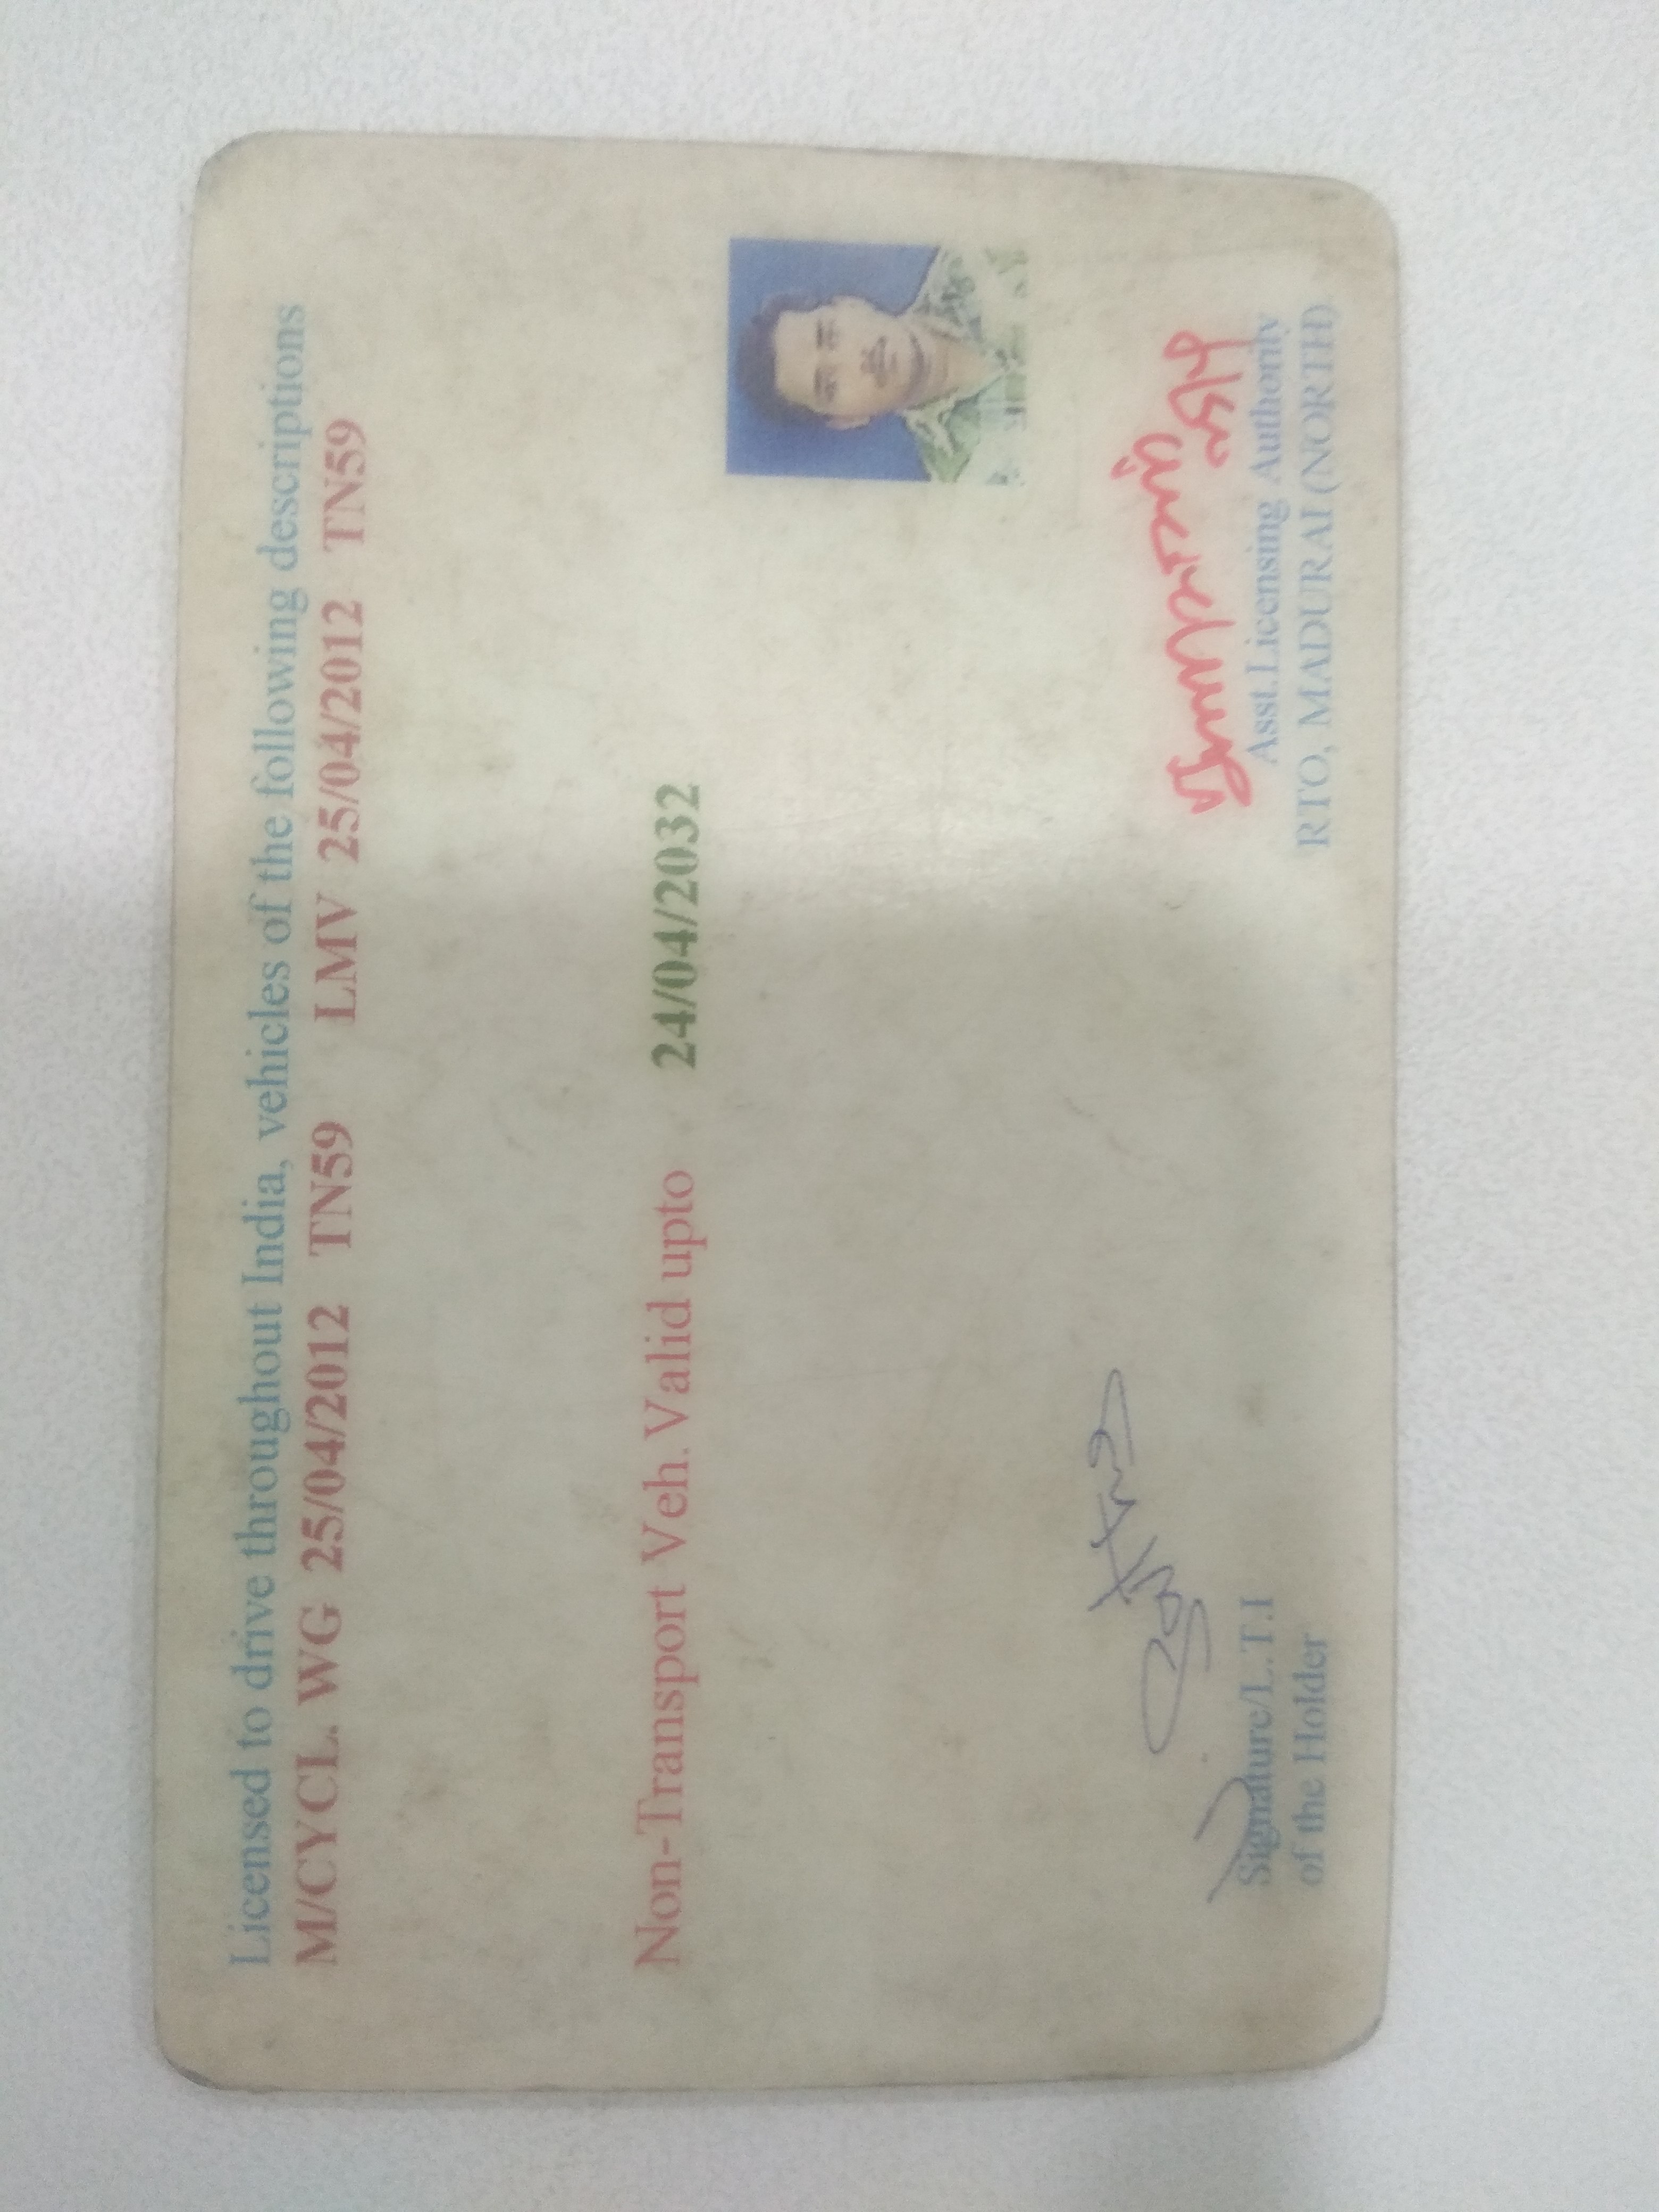 Licensed to drive throughout India, vehicles of the following descriptions
M/CYCL. WG 25/04/2012 TN59 LMV 25/04/2012 TN59
Non-Transport Veh. Valid upto 24/04/2032
Signature/L.T.I
of the Holder
Asst.Licensing Authority
RTO, MADURAI (NORTH)